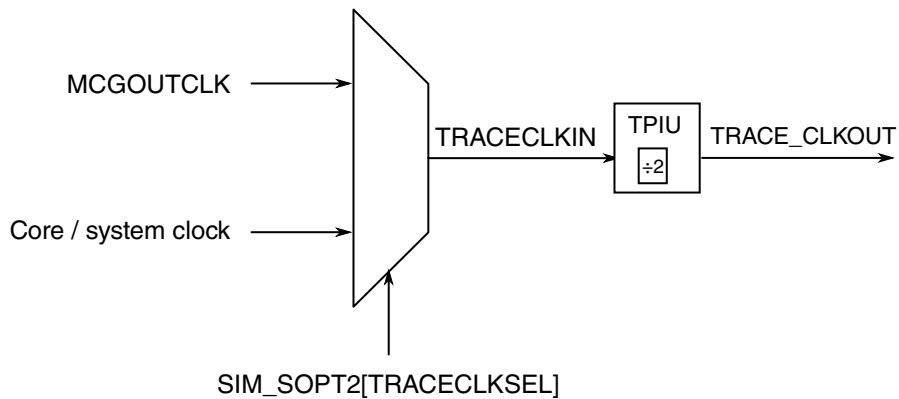 MCGOUTCLK
TRACECLKIN
TPIU
÷2
TRACE_CLKOUT
Core / system clock
SIM_SOPT2[TRACECLKSEL]